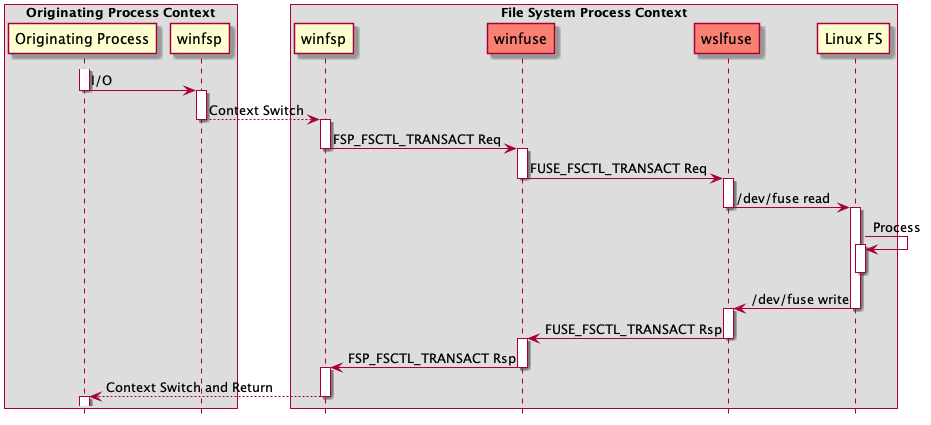 Originating Process Context
File System Process Context
Originating Process
winfsp
winfsp
winfuse
wslfuse
Linux FS
I/O
Context Switch
FSP_FSCTL_TRANSACT Req
FUSE_FSCTL_TRANSACT Req
/dev/fuse read
Process
/dev/fuse write
FUSE_FSCTL_TRANSACT Rsp
FSP_FSCTL_TRANSACT Rsp
Context Switch and Return